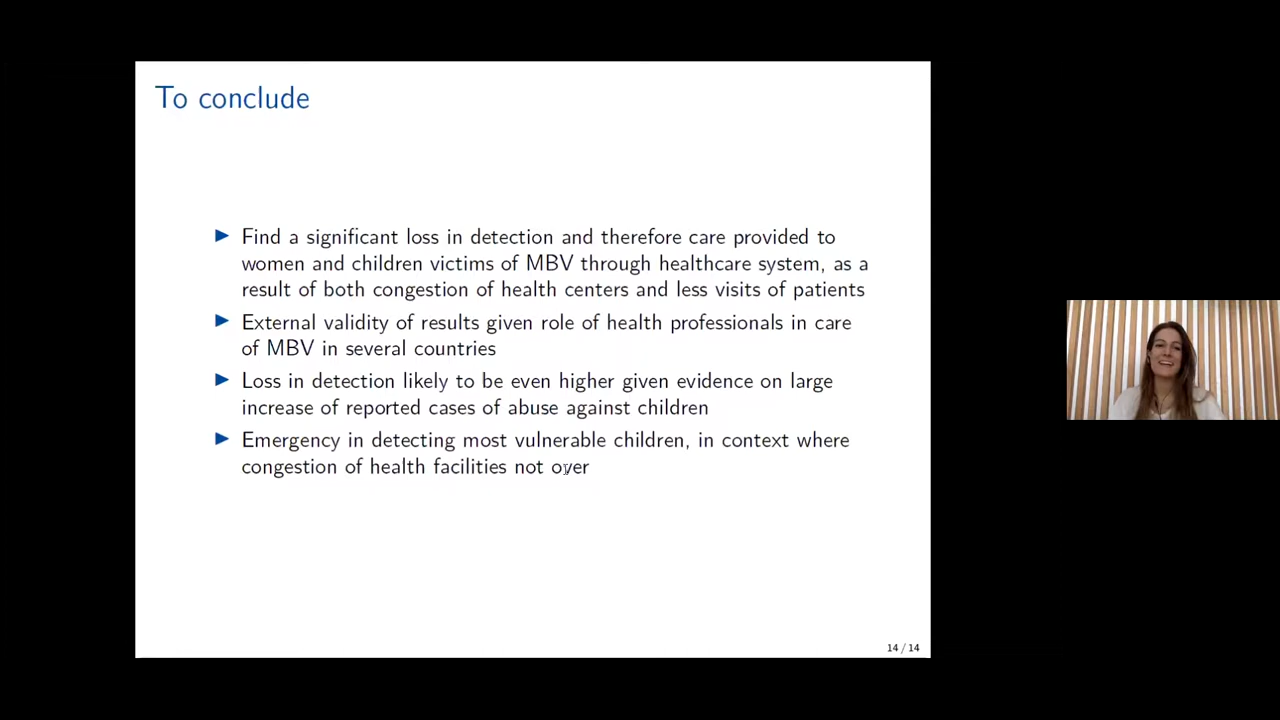 To conclude
Find a significant loss in detection and therefore care provided to
women and children victims of MBV through healthcare system, as a
result of both congestion of health centers and less visits of patients
External validity of results given role of health professionals in care
of MBV in several countries
Loss in detection likely to be even higher given evidence on large
increase of reported cases of abuse against children
Emergency in detecting most vulnerable children, in context where
congestion of health facilities not over
14 / 14